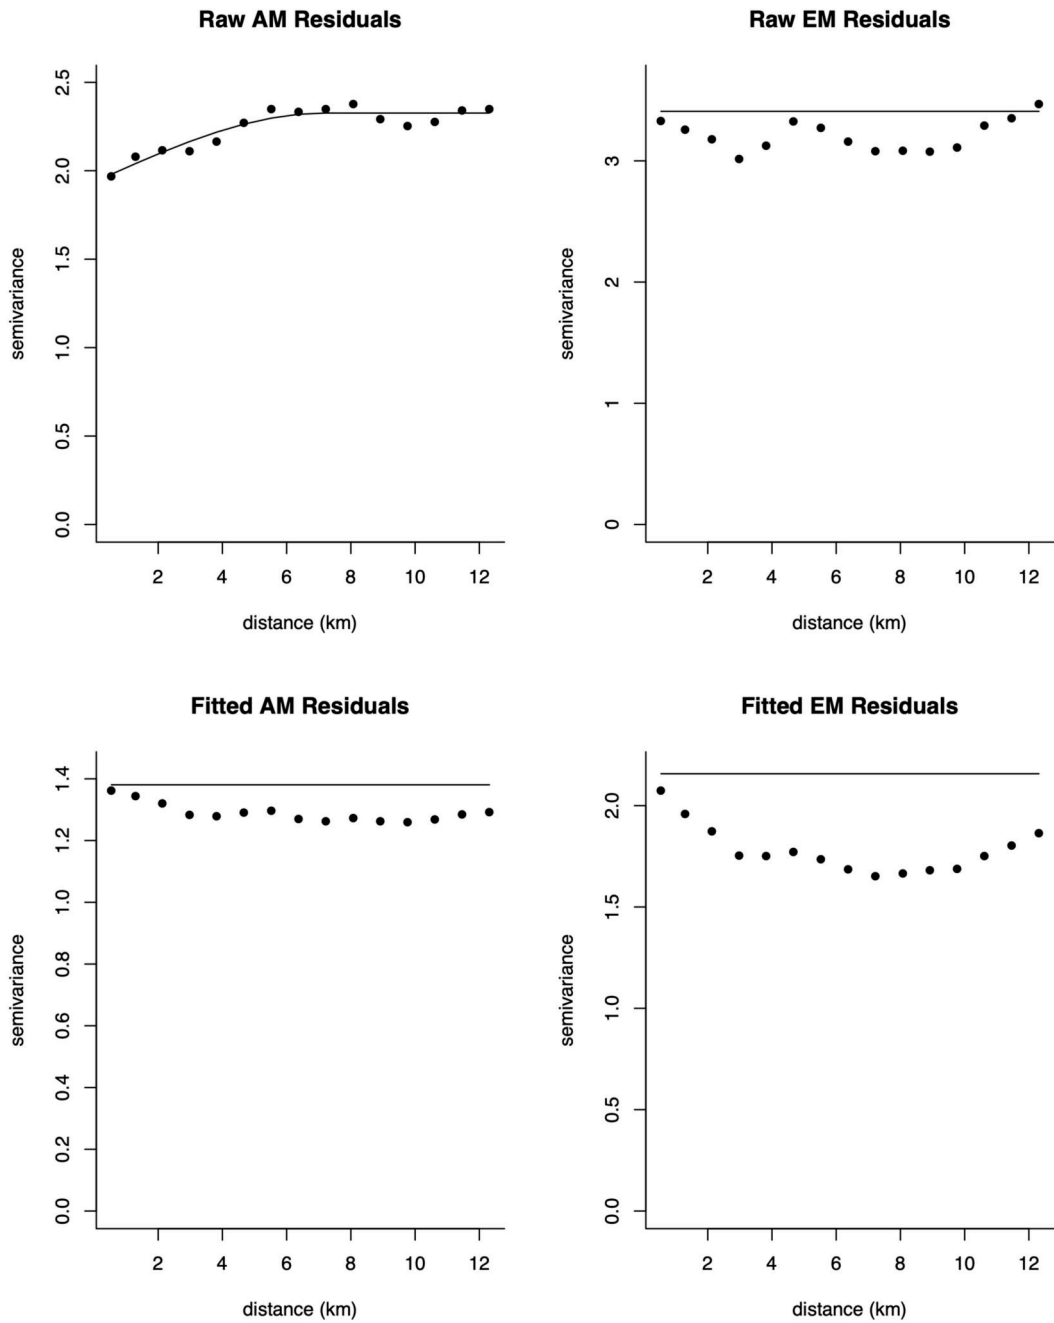 Raw AM Residuals
semivariance
2.5
2.0
1.5
1.0
0.5
0.0
2 4 6 8 10 12
distance (km)
Raw EM Residuals
semivariance
3
2
1
0
2 4 6 8 10 12
distance (km)
Fitted AM Residuals
semivariance
1.4
1.2
1.0
0.8
0.6
0.4
0.2
0.0
2 4 6 8 10 12
distance (km)
Fitted EM Residuals
semivariance
2.0
1.5
1.0
0.5
0.0
2 4 6 8 10 12
distance (km)